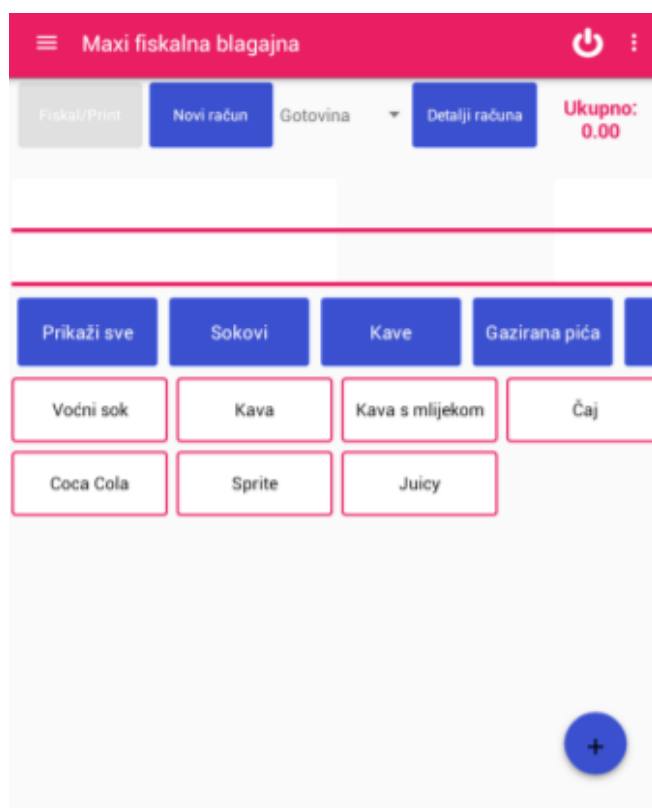 Maxi fiskalna blagajna
Fiskal/Print Novi račun Gotovina Detalji računa Ukupno:
0.00
Prikaži sve Sokovi Kave Gazirana pića
Voćni sok Kava Kava s mlijekom Čaj
Coca Cola Sprite Juicy
+